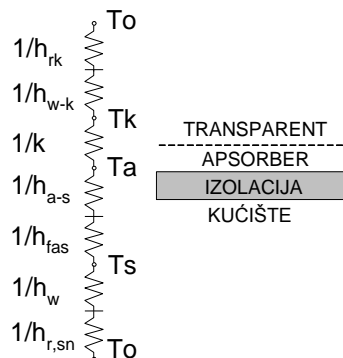 To
1/h_rk
1/h_w-k
Tk
1/k
Ta
1/h_a-s
1/h_fas
Ts
1/h_w
1/h_r,sn
To
TRANSPARENT
APSORBER
IZOLACIJA
KUĆIŠTE